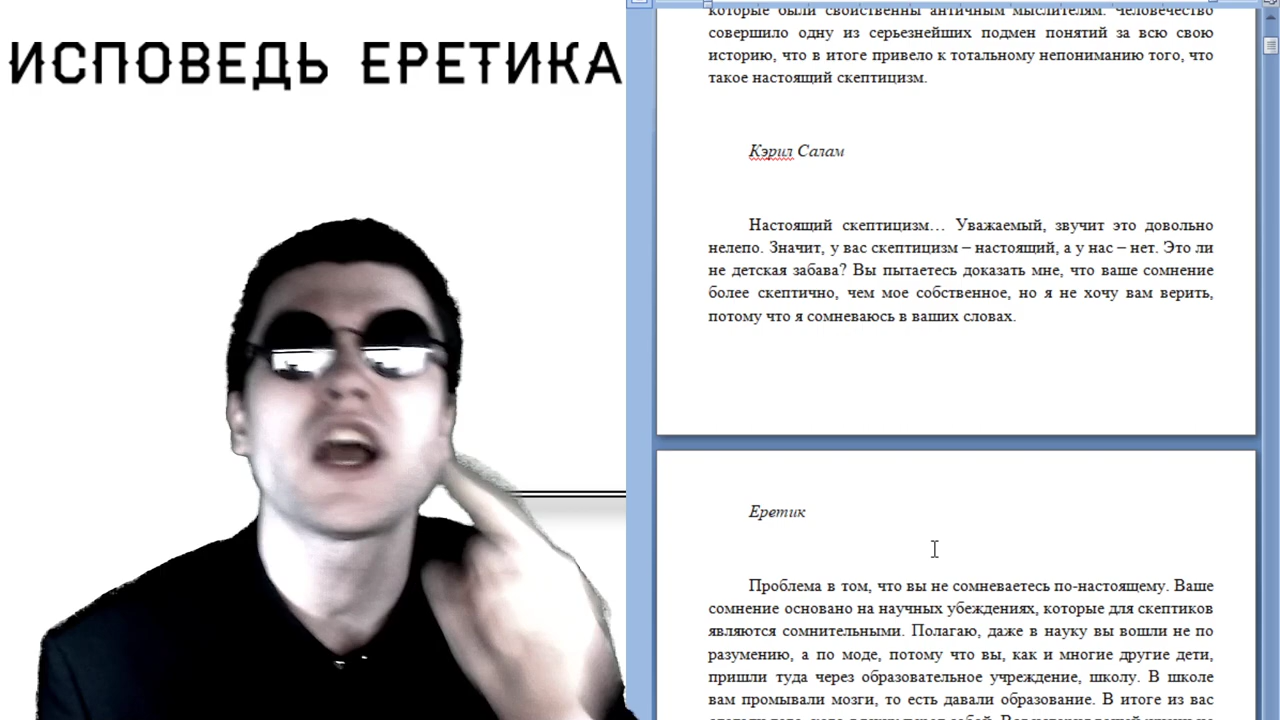 ИСПОВЕДЬ ЕРЕТИКА
которые были свойственны античным мыслителям. Человечество
совершило одну из серьезнейших подмен понятий за всю свою
историю, что в итоге привело к тотальному непониманию того, что
такое настоящий скептицизм.
Кэрил Салам
Настоящий скептицизм… Уважаемый, звучит это довольно
нелепо. Значит, у вас скептицизм – настоящий, а у нас – нет. Это ли
не детская забава? Вы пытаетесь доказать мне, что ваше сомнение
более скептично, чем мое собственное, но я не хочу вам верить,
потому что я сомневаюсь в ваших словах.
Еретик
Проблема в том, что вы не сомневаетесь по-настоящему. Ваше
сомнение основано на научных убеждениях, которые для скептиков
являются сомнительными. Полагаю, даже в науку вы вошли не по
разумению, а по моде, потому что вы, как и многие другие дети,
пришли туда через образовательное учреждение, школу. В школе
вам промывали мозги, то есть давали образование. В итоге из вас